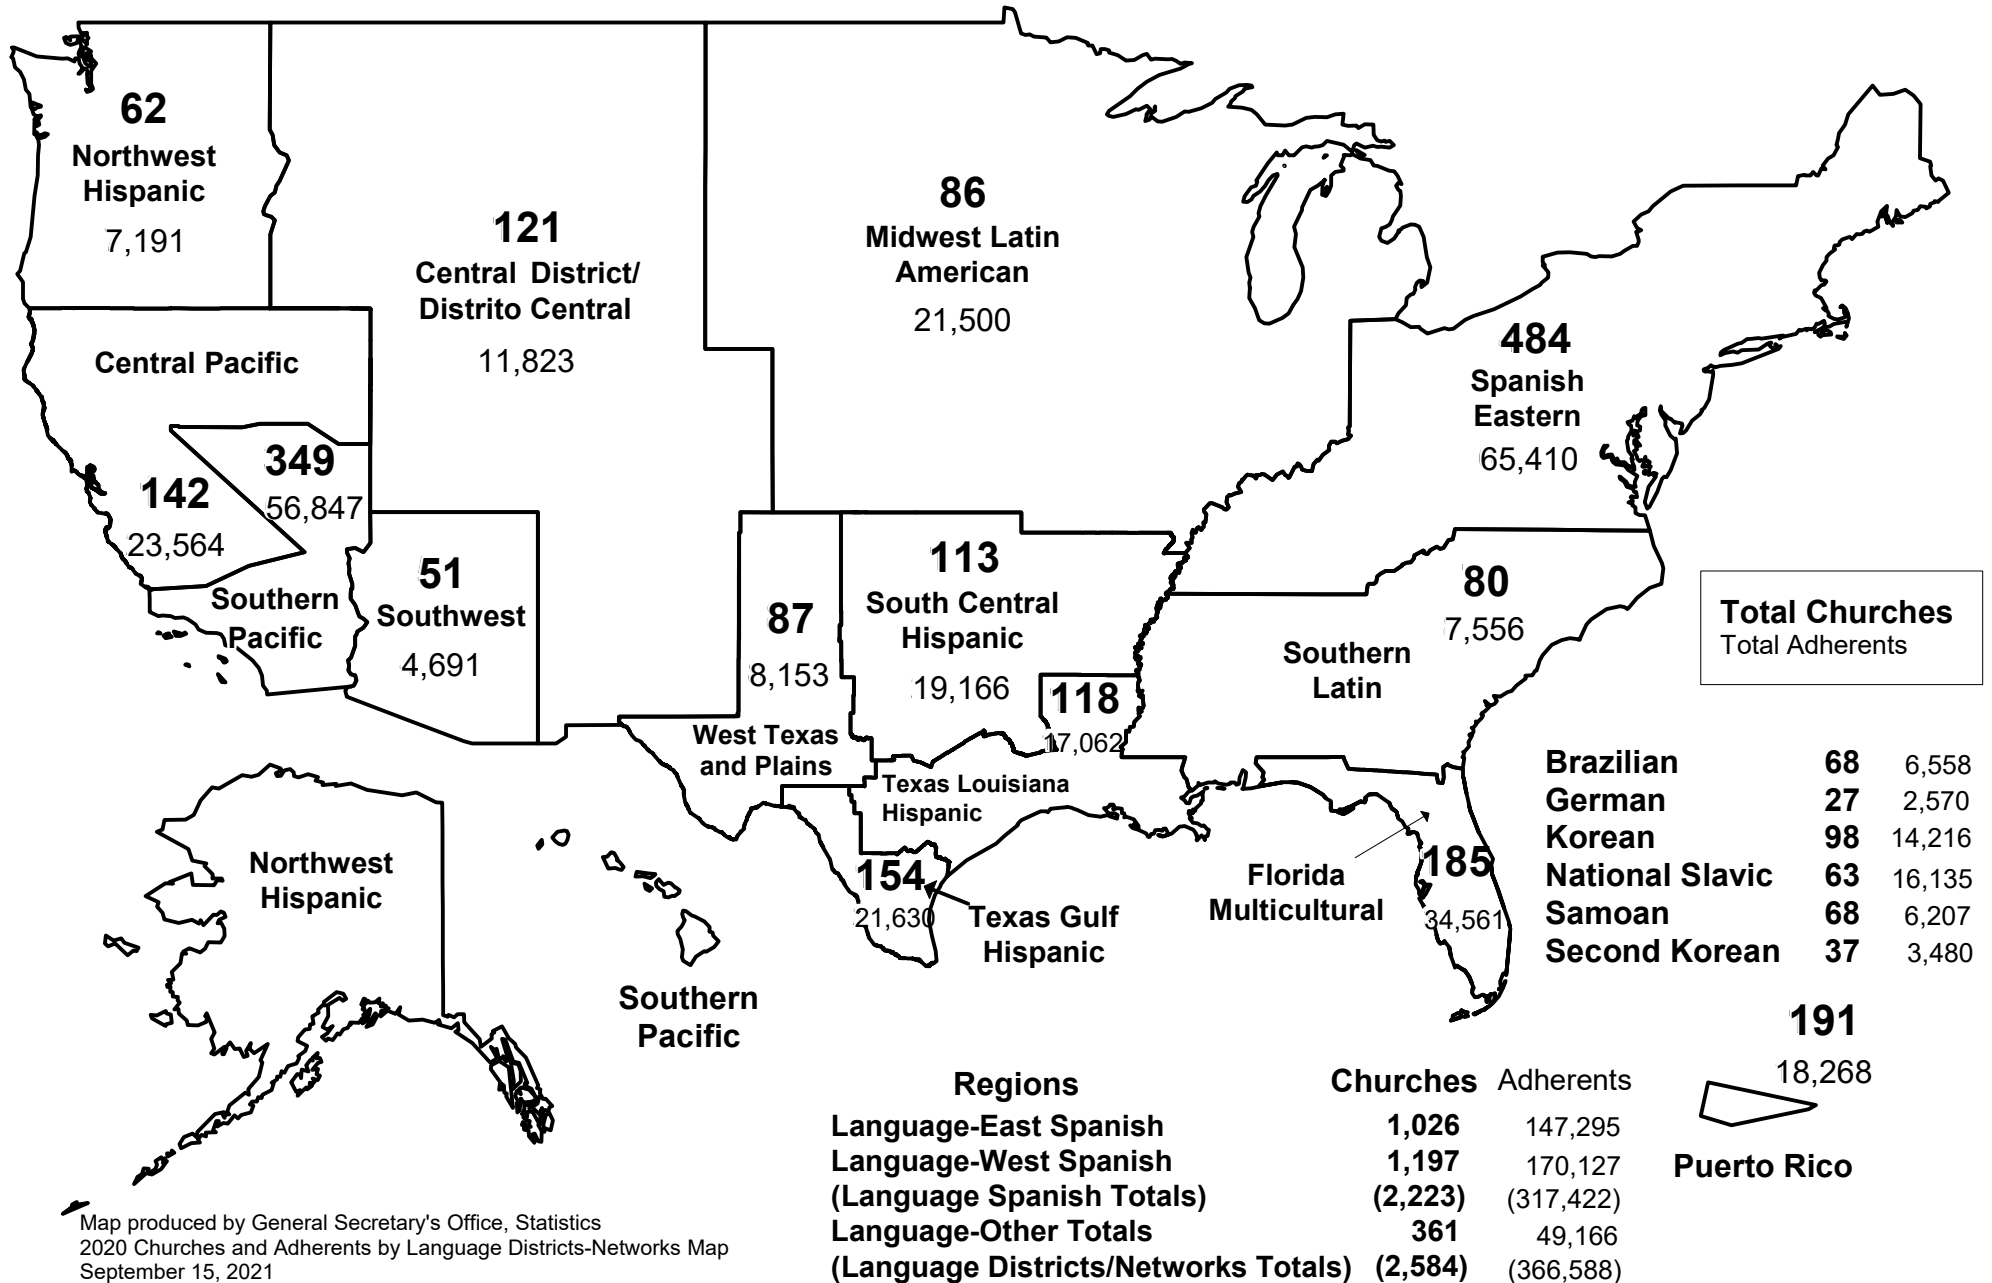 62
Northwest
Hispanic
7,191
121
Central District/
Distrito Central
11,823
86
Midwest Latin
American
21,500
484
Spanish
Eastern
65,410
Central Pacific
142
23,564
349
56,847
Southern
Pacific
51
Southwest
4,691
87
8,153
West Texas
and Plains
113
South Central
Hispanic
19,166
118
17,062
Texas Louisiana
Hispanic
80
7,556
Southern
Latin
Total Churches
Total Adherents
154
21,630
Texas Gulf
Hispanic
Florida
Multicultural
185
34,561
Brazilian 68 6,558
German 27 2,570
Korean 98 14,216
National Slavic 63 16,135
Samoan 68 6,207
Second Korean 37 3,480
Northwest
Hispanic
Southern
Pacific
191
18,268
Puerto Rico
Regions Churches Adherents
Language-East Spanish 1,026 147,295
Language-West Spanish 1,197 170,127
(Language Spanish Totals) (2,223) (317,422)
Language-Other Totals 361 49,166
(Language Districts/Networks Totals) (2,584) (366,588)
Map produced by General Secretary's Office, Statistics
2020 Churches and Adherents by Language Districts-Networks Map
September 15, 2021